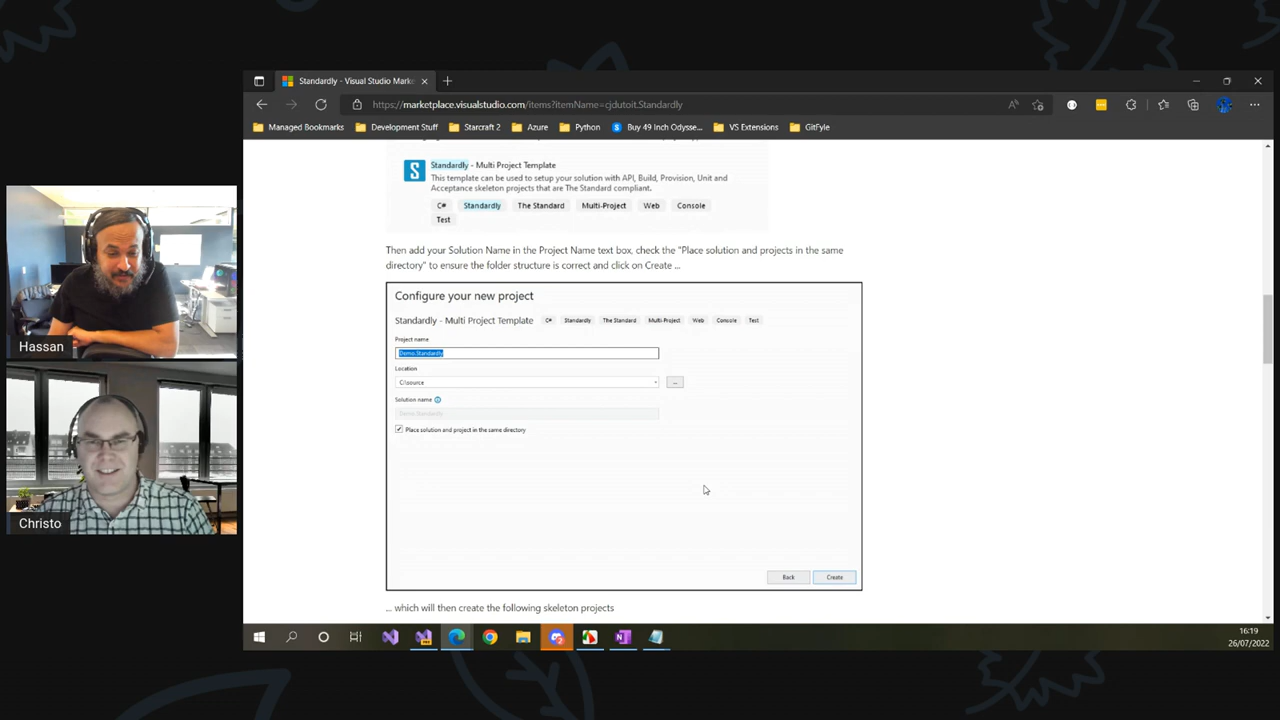 Standardly - Visual Studio Mark
https://marketplace.visualstudio.com/items?itemName=cjdutoit.Standardly
Managed Bookmarks
Development Stuff
Starcraft 2
Azure
Python
Buy 49 Inch Odysse...
VS Extensions
GitFyle
Standardly - Multi Project Template
This template can be used to setup your solution with API, Build, Provision, Unit and
Acceptance skeleton projects that are The Standard compliant.
C# Standardly The Standard Multi-Project Web Console
Test
Then add your Solution Name in the Project Name text box, check the "Place solution and projects in the same
directory" to ensure the folder structure is correct and click on Create ...
Configure your new project
Standardly - Multi Project Template C# Standardly The Standard Multi-Project Web Console Test
Project name
Demo.Standardly
Location
C:\source
...
Solution name
Demo.Standardly
Place solution and project in the same directory
Back
Create
... which will then create the following skeleton projects
Hassan
Christo
16:19
26/07/2022